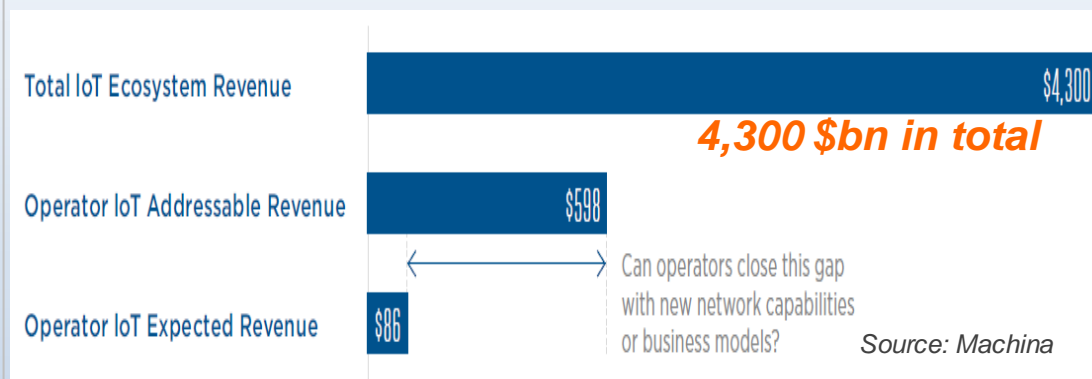 Total IoT Ecosystem Revenue
$4,300
4,300 $bn in total
Operator IoT Addressable Revenue
$598
Can operators close this gap
with new network capabilities
or business models?
Operator IoT Expected Revenue
$86
Source: Machina